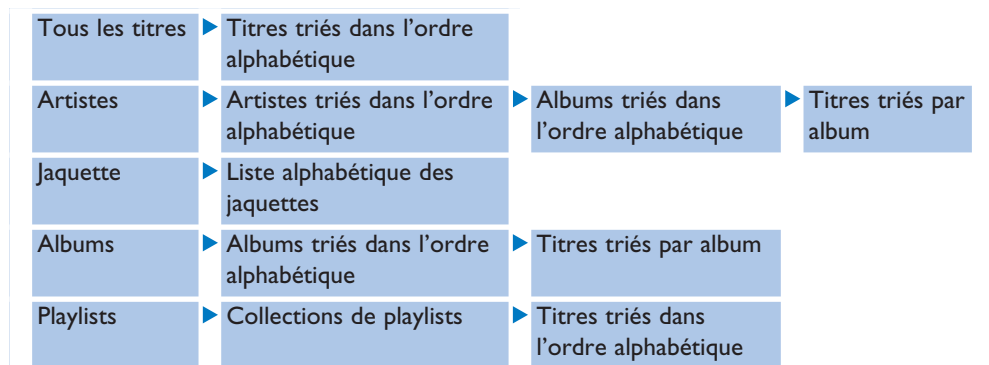 Tous les titres Titres triés dans l'ordre
alphabétique
Artistes Artistes triés dans l'ordre Albums triés dans Titres triés par
alphabétique l'ordre alphabétique album
Jaquette Liste alphabétique des
jaquettes
Albums Albums triés dans l'ordre Titres triés par album
alphabétique
Playlists Collections de playlists Titres triés dans
l'ordre alphabétique